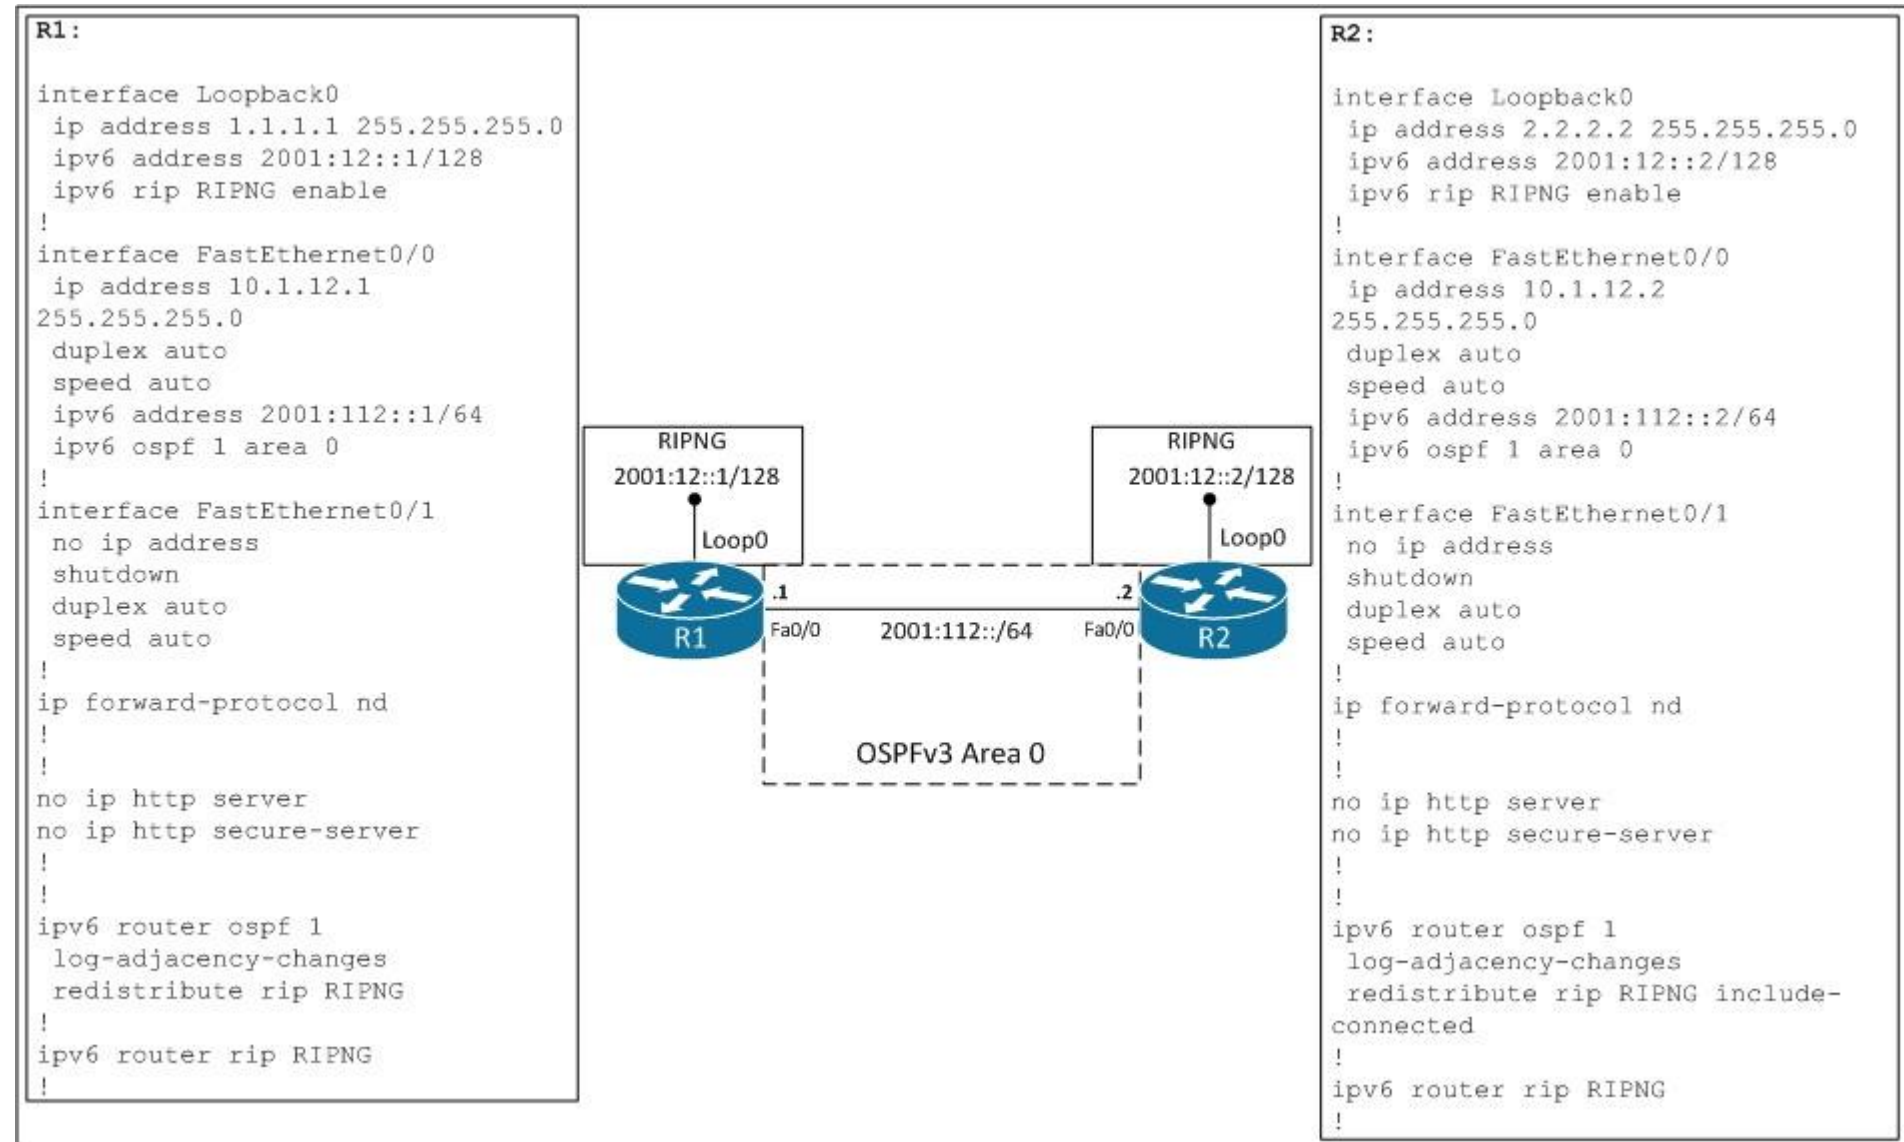 R1:
interface Loopback0
ip address 1.1.1.1 255.255.255.0
ipv6 address 2001:12::1/128
ipv6 rip RIPNG enable
!
interface FastEthernet0/0
ip address 10.1.12.1
255.255.255.0
duplex auto
speed auto
ipv6 address 2001:112::1/64
ipv6 ospf 1 area 0
!
interface FastEthernet0/1
no ip address
shutdown
duplex auto
speed auto
!
ip forward-protocol nd
!
!
no ip http server
no ip http secure-server
!
!
ipv6 router ospf 1
log-adjacency-changes
redistribute rip RIPNG
!
ipv6 router rip RIPNG
!
RIPNG
2001:12::1/128
Loop0
R1
.1
Fa0/0
2001:112::/64
OSPFv3 Area 0
RIPNG
2001:12::2/128
Loop0
.2
Fa0/0
R2
R2:
interface Loopback0
ip address 2.2.2.2 255.255.255.0
ipv6 address 2001:12::2/128
ipv6 rip RIPNG enable
!
interface FastEthernet0/0
ip address 10.1.12.2
255.255.255.0
duplex auto
speed auto
ipv6 address 2001:112::2/64
ipv6 ospf 1 area 0
!
interface FastEthernet0/1
no ip address
shutdown
duplex auto
speed auto
!
ip forward-protocol nd
!
!
no ip http server
no ip http secure-server
!
!
ipv6 router ospf 1
log-adjacency-changes
redistribute rip RIPNG include-
connected
!
ipv6 router rip RIPNG
!